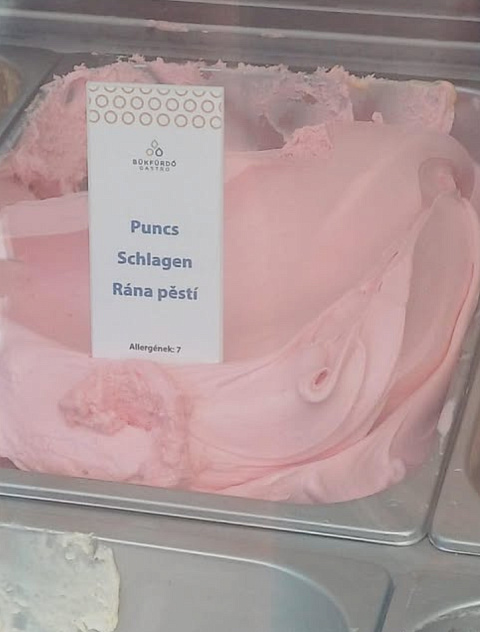 BÜKFÜRDŐ
GASTRO
Puncs
Schlagen
Rána pěstí
Allergének: 7